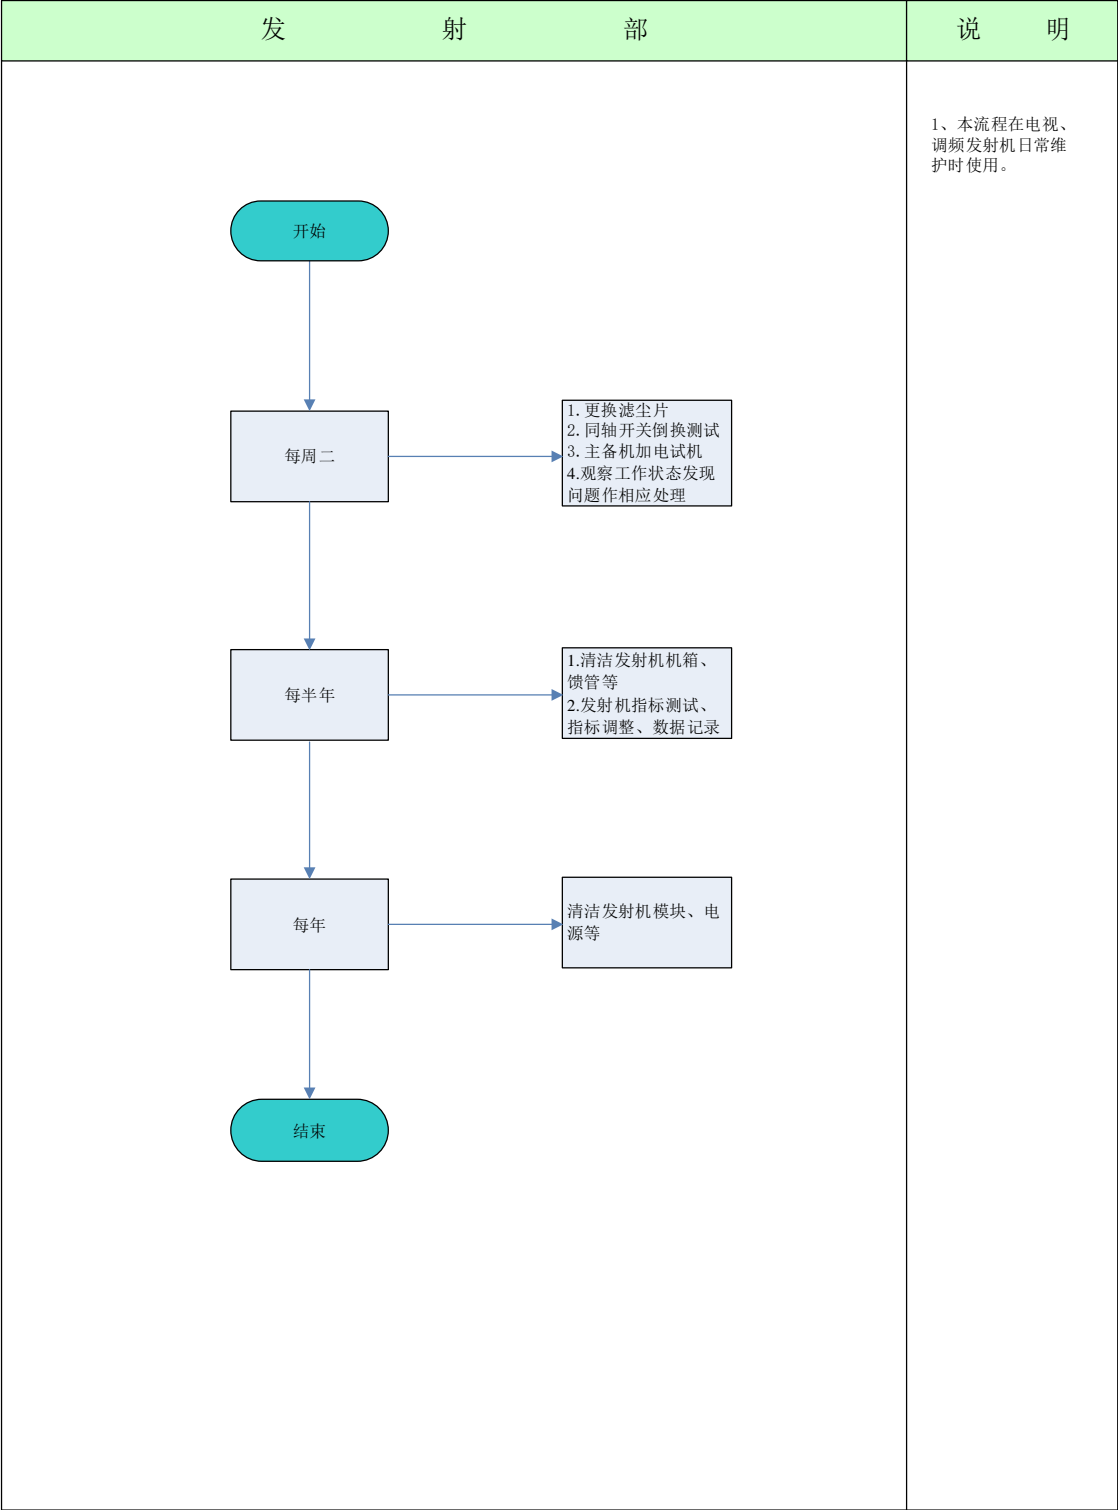 发 射 部
说 明
1、本流程在电视、
调频发射机日常维
护时使用。
开始
每周二
1.更换滤尘片
2.同轴开关倒换测试
3.主备机加电试机
4.观察工作状态发现
问题作相应处理
每半年
1.清洁发射机机箱、
馈管等
2.发射机指标测试、
指标调整、数据记录
每年
清洁发射机模块、电
源等
结束